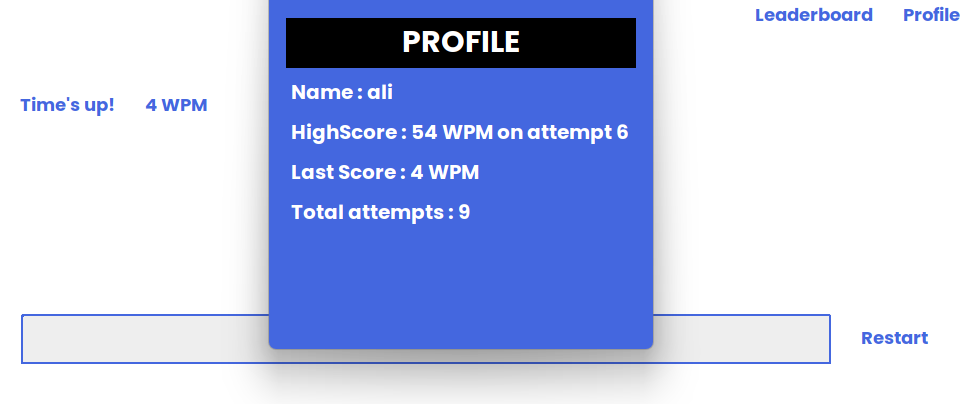 Leaderboard Profile
PROFILE
Name : ali
Time's up! 4 WPM
HighScore : 54 WPM on attempt 6
Last Score : 4 WPM
Total attempts : 9
Restart